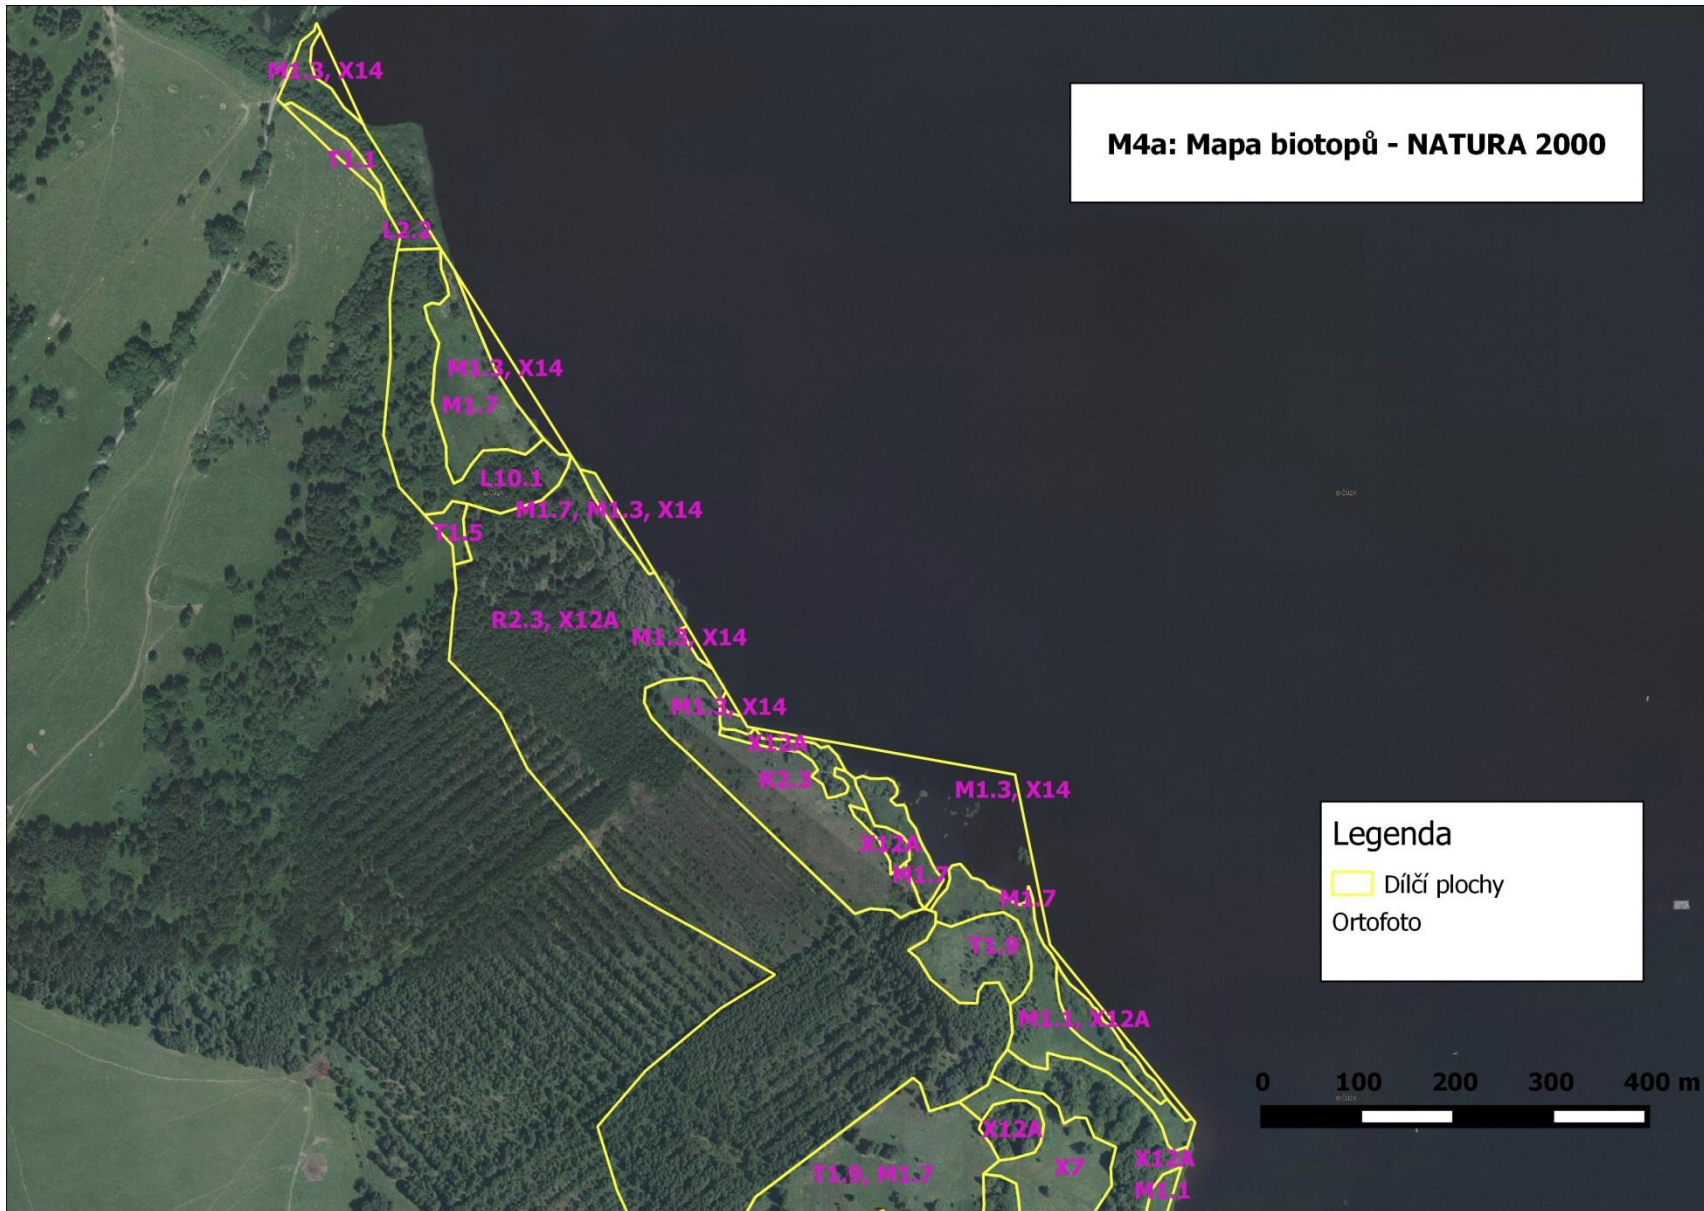 M1.3, X14
M4a: Mapa biotopů - NATURA 2000
T1.1
L2.2
M1.3, X14
M1.7
L10.1
M1.7, M1.3, X14
T1.5
R2.3, X12A
M1.3, X14
M1.3, X14
X12A
R2.3
M1.3, X14
X12A
M1.7
M1.7
T1.9
M1.1, X12A
X12A
X12A
X7
T1.9, M1.7
M1.1
Legenda
Dílčí plochy
Ortofoto
0 100 200 300 400 m